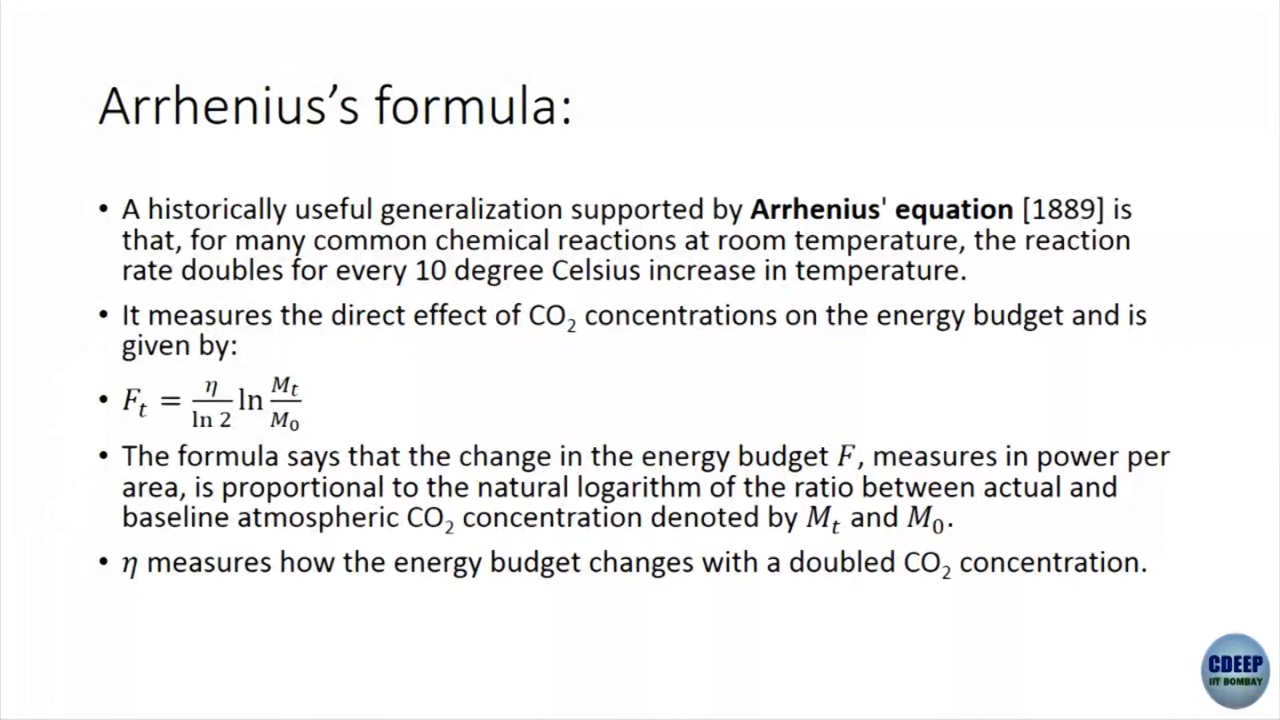 Arrhenius’s formula:
• A historically useful generalization supported by Arrhenius' equation [1889] is
that, for many common chemical reactions at room temperature, the reaction
rate doubles for every 10 degree Celsius increase in temperature.
• It measures the direct effect of CO₂ concentrations on the energy budget and is
given by:
• Fₜ = η/ln 2 ln Mₜ/M₀
• The formula says that the change in the energy budget F, measures in power per
area, is proportional to the natural logarithm of the ratio between actual and
baseline atmospheric CO₂ concentration denoted by Mₜ and M₀.
• η measures how the energy budget changes with a doubled CO₂ concentration.
CDEEP
IIT BOMBAY